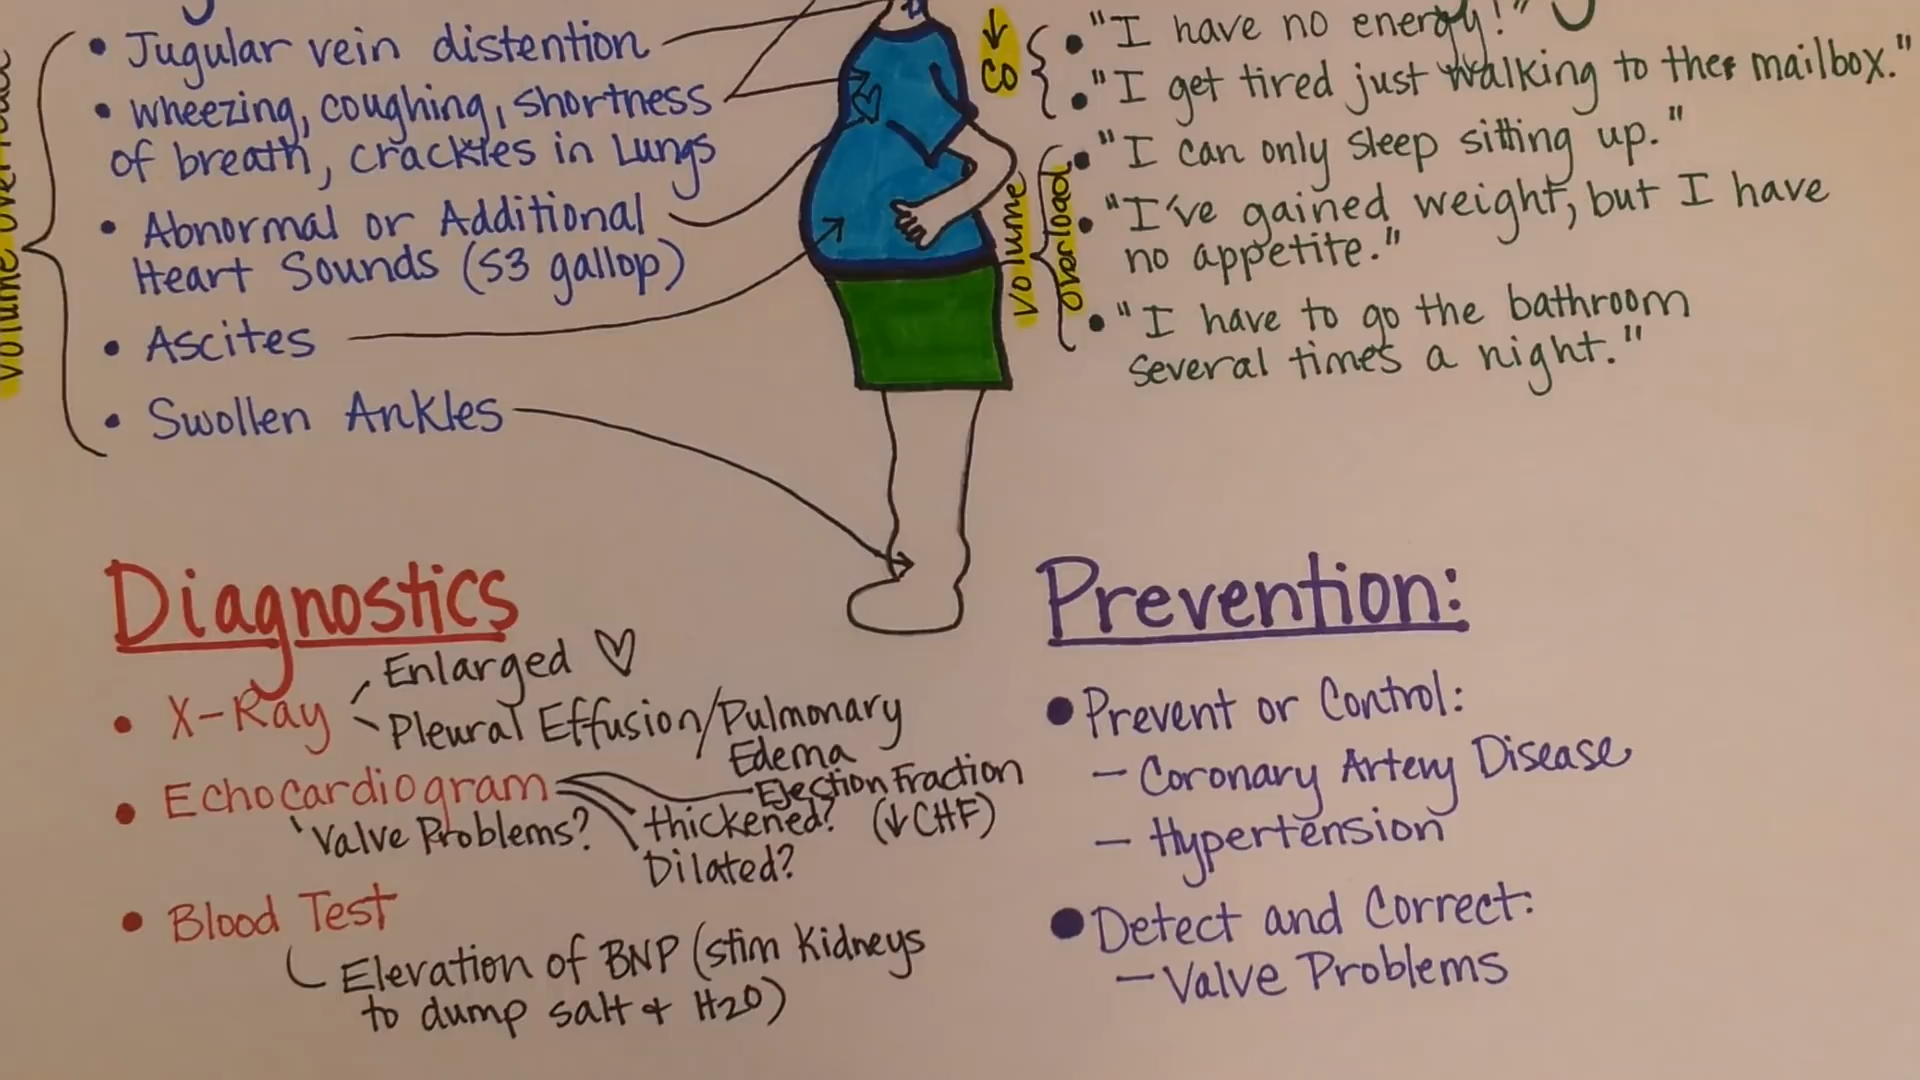 volume overload
• Jugular vein distention
• Wheezing, coughing, shortness
of breath, crackles in Lungs
• Abnormal or Additional
Heart Sounds (S3 gallop)
• Ascites
• Swollen Ankles
↓ CO
• "I have no energy!"
• "I get tired just walking to the mailbox."
volume overload
• "I can only sleep sitting up."
• "I've gained weight, but I have
no appetite."
• "I have to go the bathroom
several times a night."
Diagnostics
• X-Ray
Enlarged ♡
Pleural Effusion/Pulmonary
Edema
• Echocardiogram
Ejection Fraction
(↓CHF)
Valve Problems?
thickened?
Dilated?
• Blood Test
Elevation of BNP (stim Kidneys
to dump salt + H2O)
Prevention:
• Prevent or Control:
– Coronary Artery Disease
– Hypertension
• Detect and Correct:
– Valve Problems